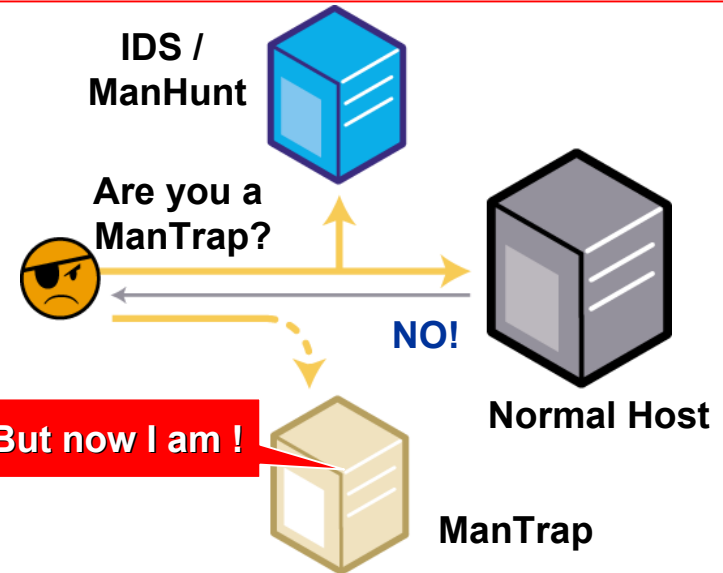 IDS /
ManHunt
Are you a
ManTrap?
NO!
Normal Host
But now I am !
ManTrap